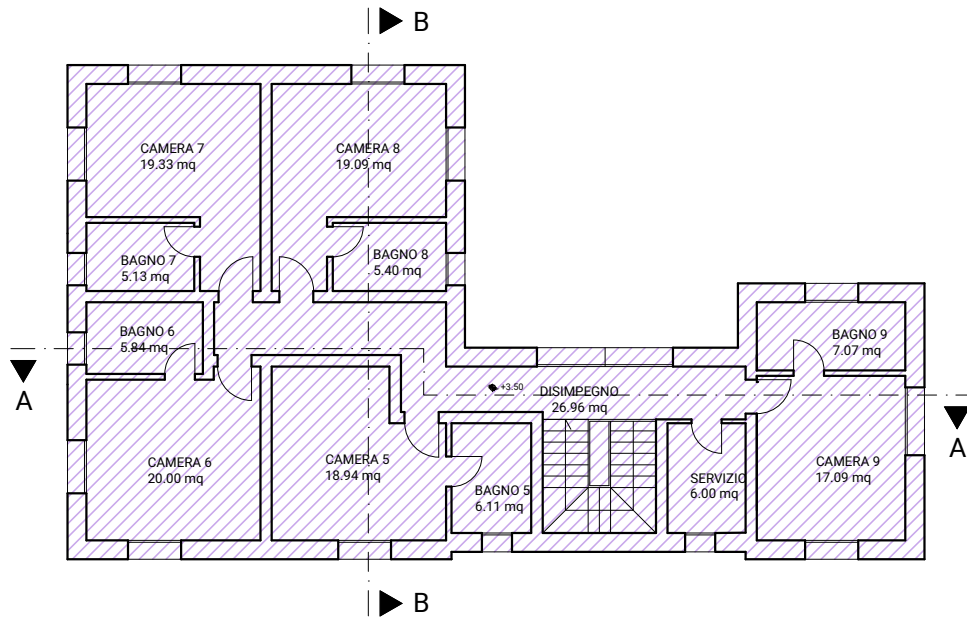 B
CAMERA 7
19.33 mq
CAMERA 8
19.09 mq
BAGNO 7
5.13 mq
BAGNO 8
5.40 mq
BAGNO 6
5.84 mq
BAGNO 9
7.07 mq
A
+3.50
DISIMPEGNO
26.96 mq
A
CAMERA 6
20.00 mq
CAMERA 5
18.94 mq
BAGNO 5
6.11 mq
SERVIZIO
6.00 mq
CAMERA 9
17.09 mq
B